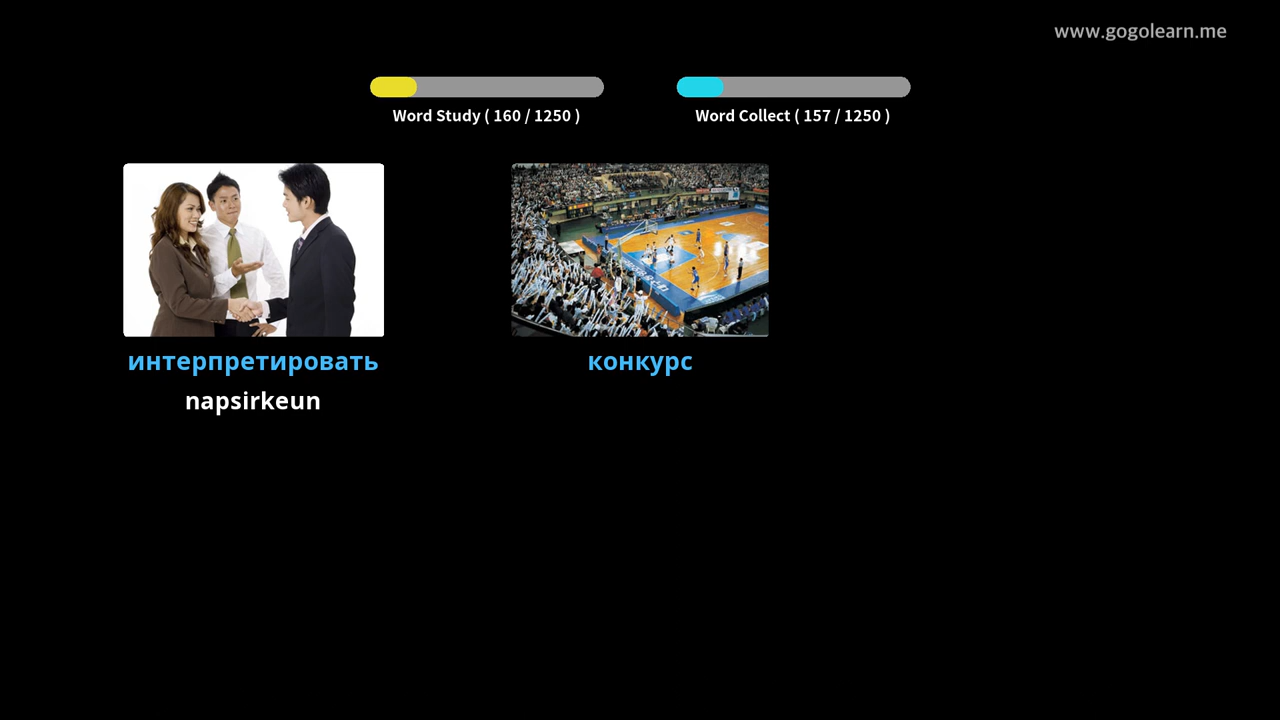 www.gogolearn.me
Word Study ( 160 / 1250 )
Word Collect ( 157 / 1250 )
интерпретировать
конкурс
napsirkeun